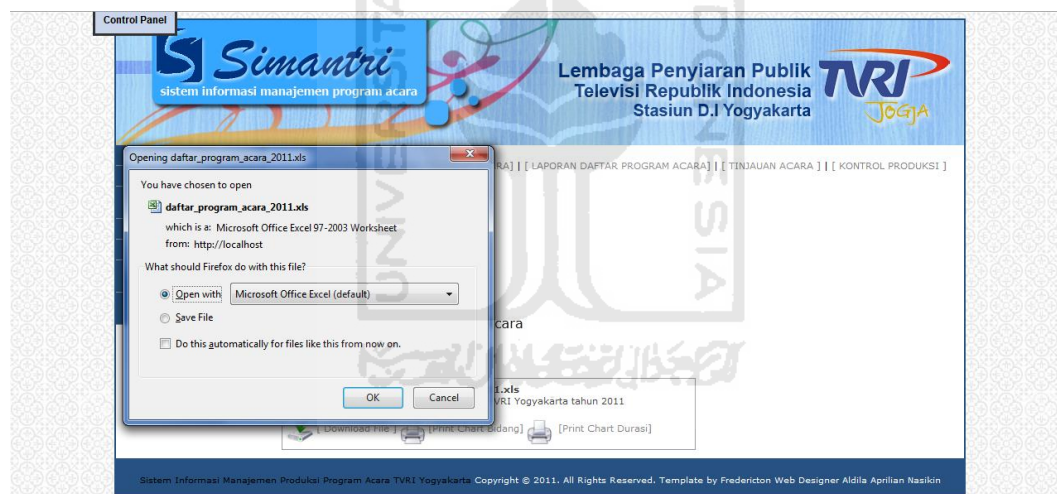 Control Panel
Simantri
sistem informasi manajemen program acara
Lembaga Penyiaran Publik
Televisi Republik Indonesia
Stasiun D.I Yogyakarta
TVRI
JOGJA
Opening daftar_program_acara_2011.xls
RA] | [ LAPORAN DAFTAR PROGRAM ACARA] | [ TINJAUAN ACARA ] | [ KONTROL PRODUKSI ]
You have chosen to open
daftar_program_acara_2011.xls
which is a: Microsoft Office Excel 97-2003 Worksheet
from: http://localhost
What should Firefox do with this file?
Open with Microsoft Office Excel (default)
Save File
Do this automatically for files like this from now on.
OK Cancel
cara
1.xls
VRI Yogyakarta tahun 2011
[ Download File ] [Print Chart Bidang] [Print Chart Durasi]
Sistem Informasi Manajemen Produksi Program Acara TVRI Yogyakarta Copyright © 2011. All Rights Reserved. Template by Fredericton Web Designer Aldila Aprilian Nasikin
UNIVERSITA
INDONESIA